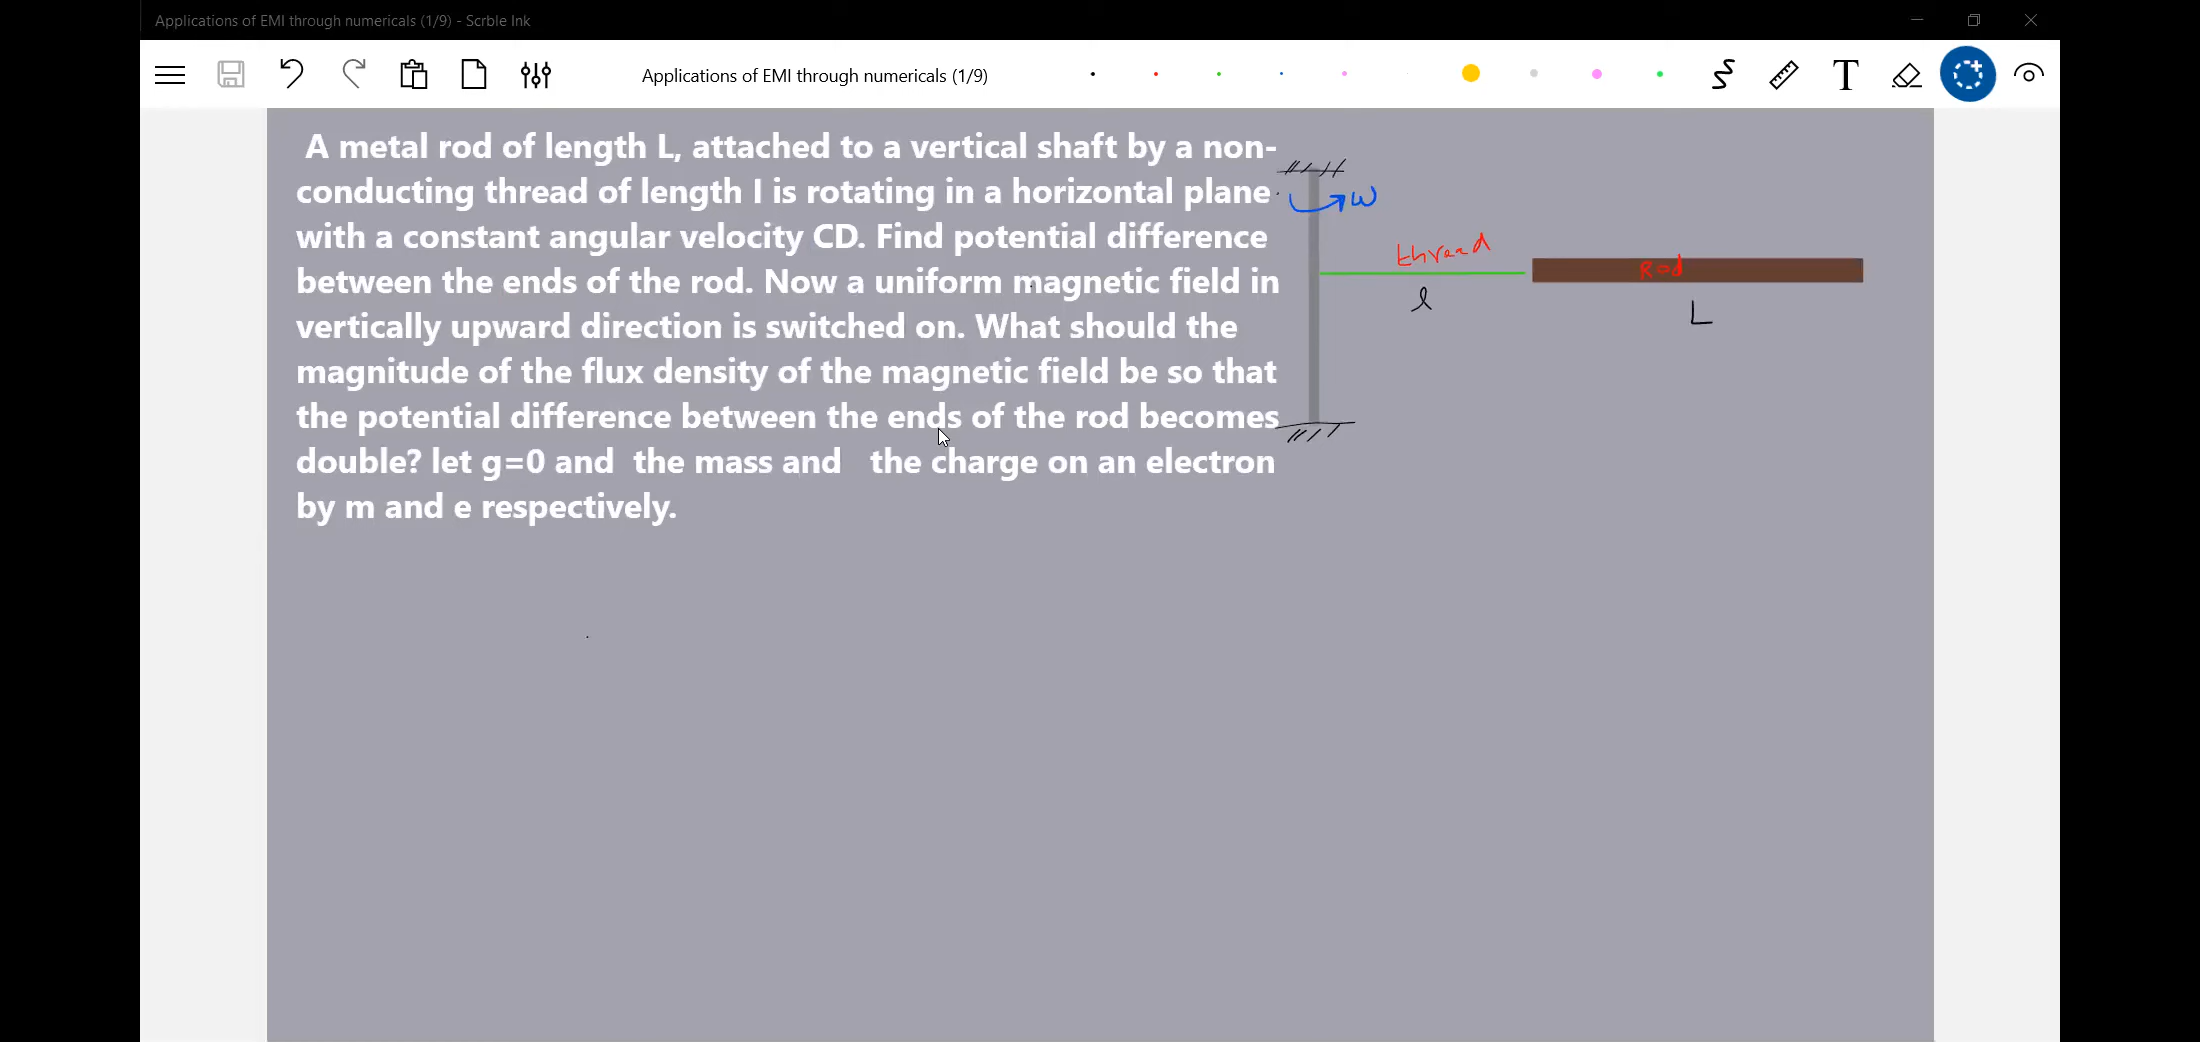 Applications of EMI through numericals (1/9) - Scrble Ink
Applications of EMI through numericals (1/9)
T
A metal rod of length L, attached to a vertical shaft by a non-
conducting thread of length l is rotating in a horizontal plane
with a constant angular velocity CD. Find potential difference
between the ends of the rod. Now a uniform magnetic field in
vertically upward direction is switched on. What should the
magnitude of the flux density of the magnetic field be so that
the potential difference between the ends of the rod becomes
double? let g=0 and the mass and the charge on an electron
by m and e respectively.
ω
thread
Rod
l
L